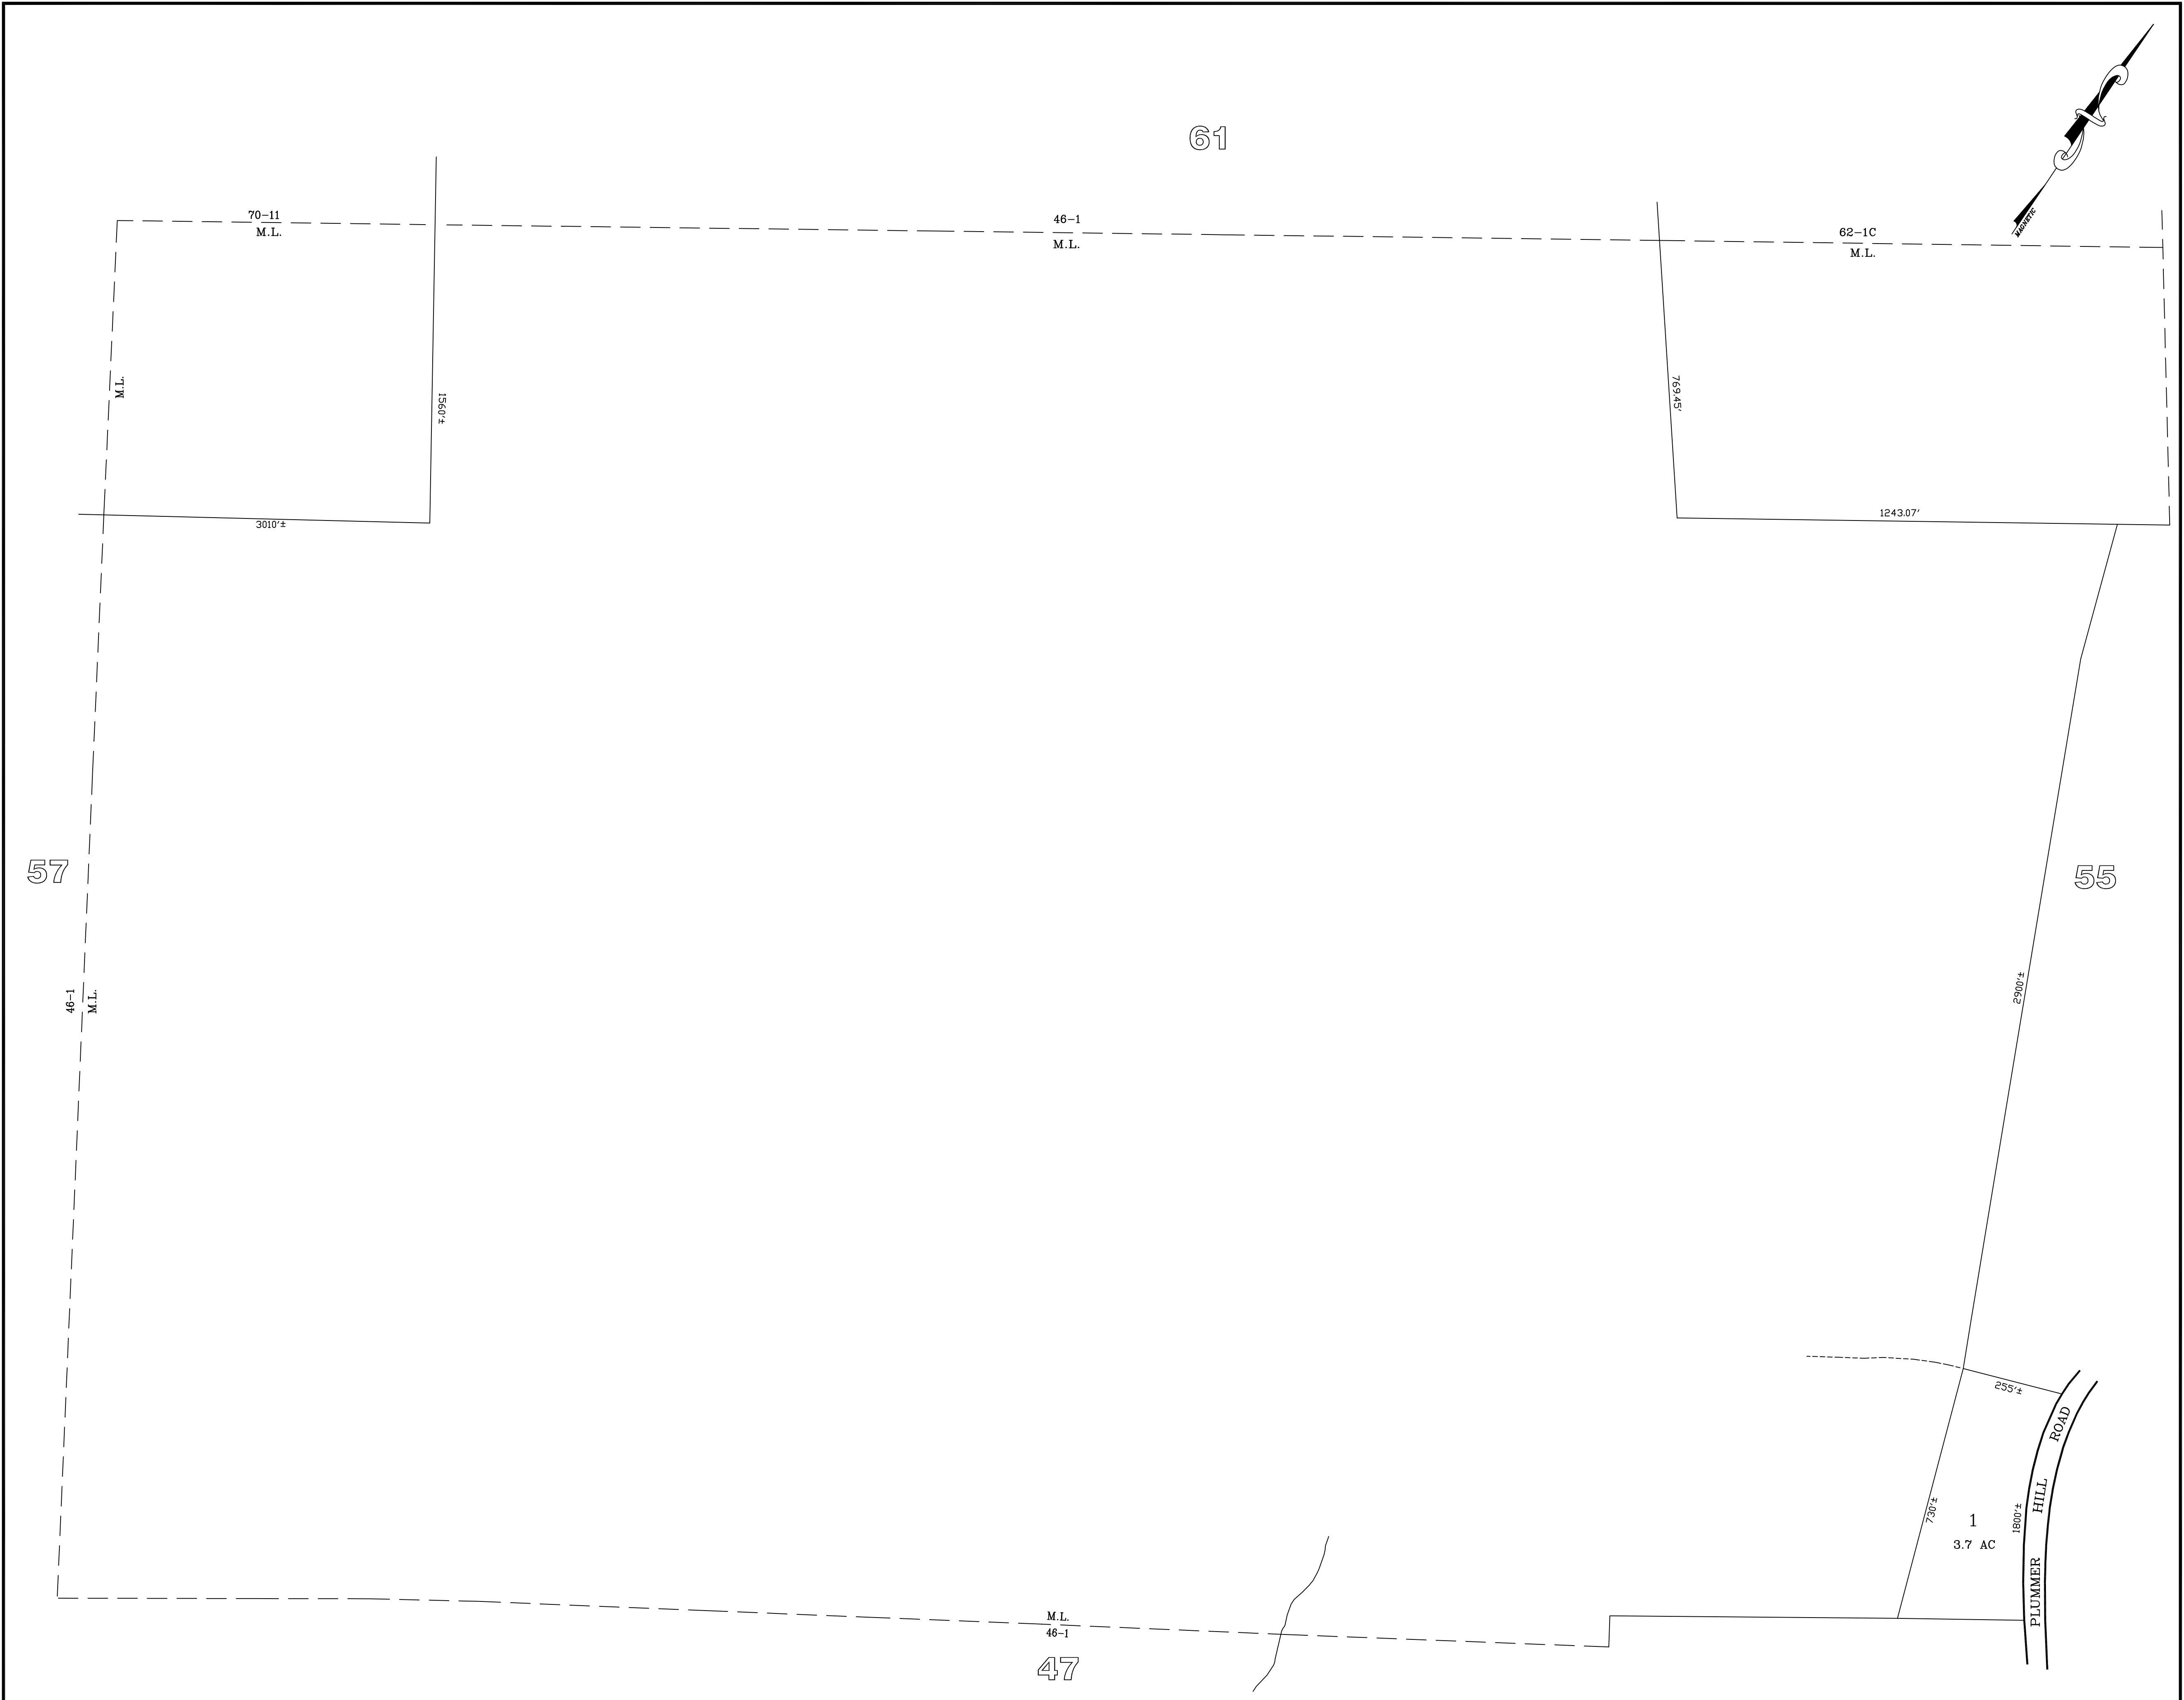 61
MAGNETIC
70-11
M.L.
46-1
M.L.
62-1C
M.L.
M.L.
1560'±
769.45'
3010'±
1243.07'
57
55
46-1
M.L.
2900'±
255'±
PLUMMER HILL ROAD
730'±
1800'±
1
3.7 AC
M.L.
46-1
47